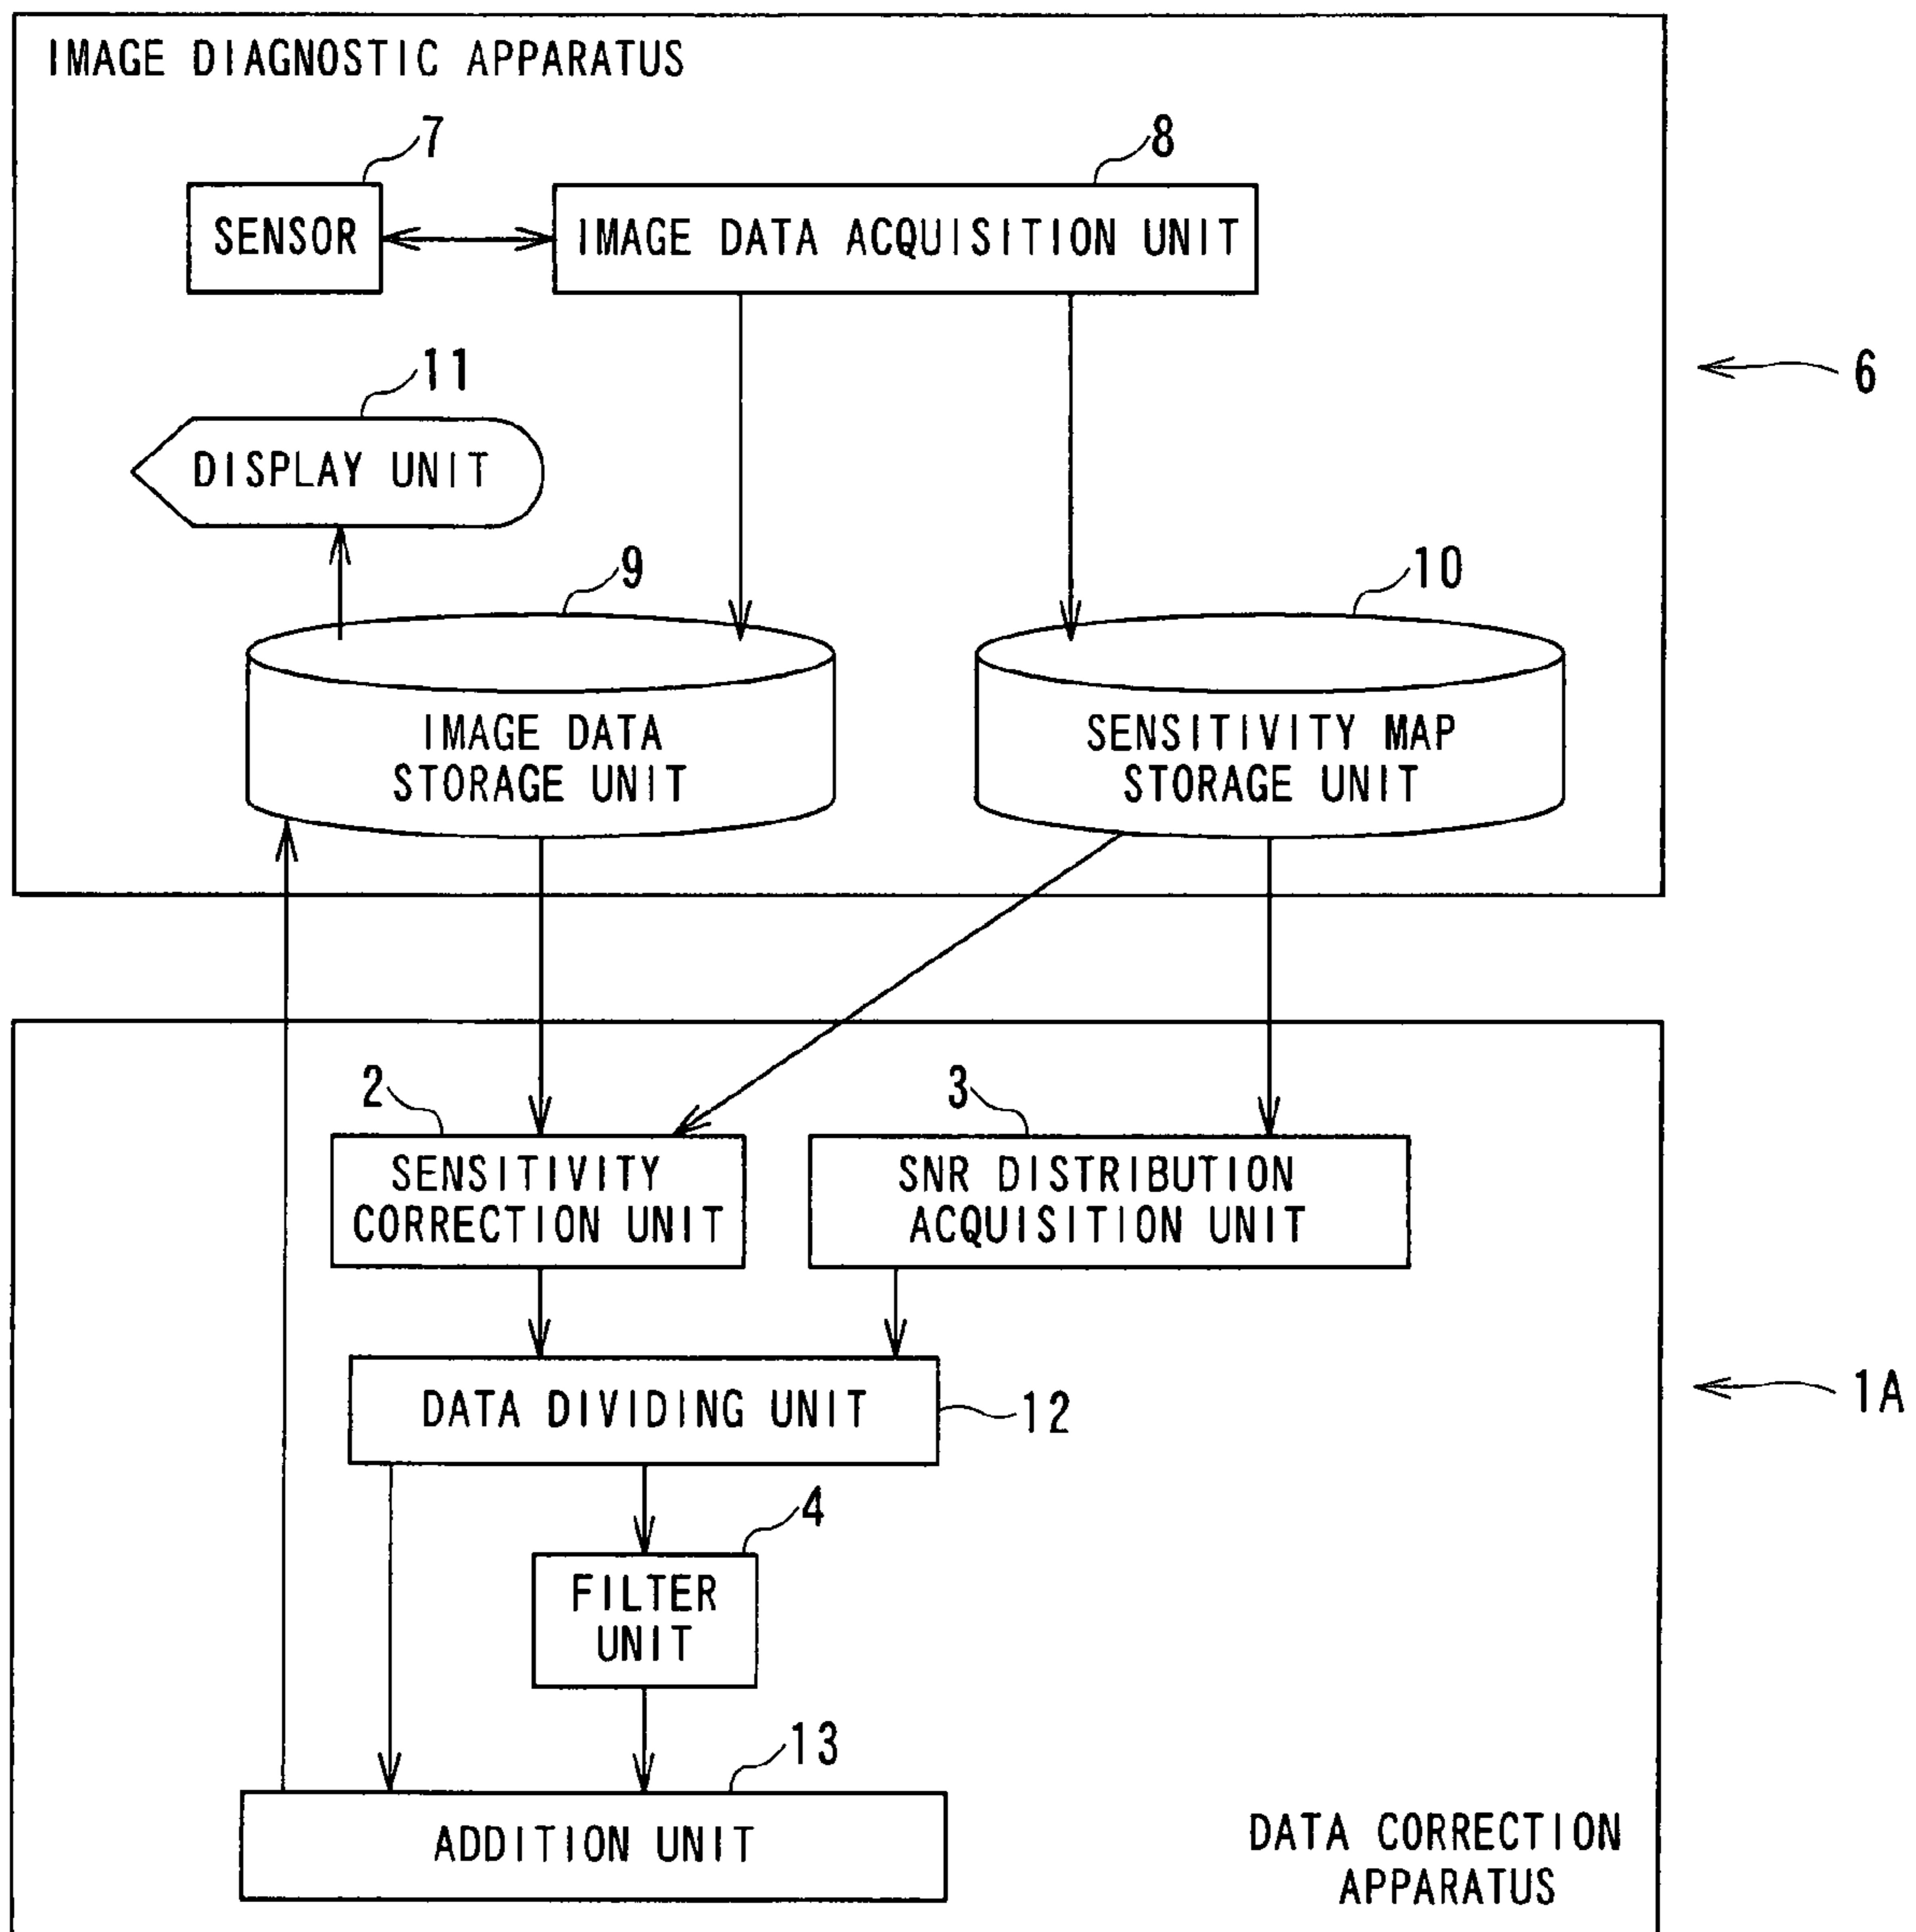 IMAGE DIAGNOSTIC APPARATUS
7
8
SENSOR
IMAGE DATA ACQUISITION UNIT
6
11
DISPLAY UNIT
9
10
IMAGE DATA
STORAGE UNIT
SENSITIVITY MAP
STORAGE UNIT
2
3
SENSITIVITY
CORRECTION UNIT
SNR DISTRIBUTION
ACQUISITION UNIT
DATA DIVIDING UNIT
12
1A
4
FILTER
UNIT
13
ADDITION UNIT
DATA CORRECTION
APPARATUS